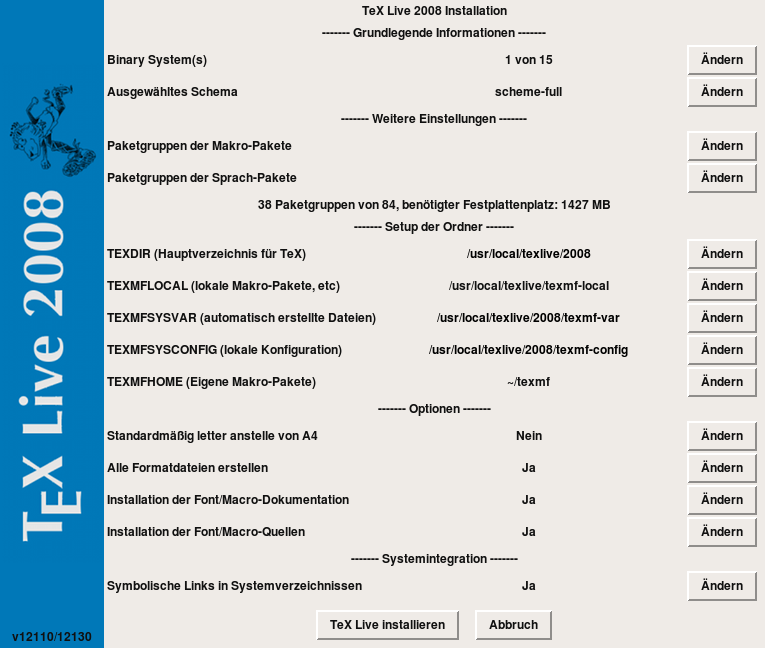 TeX Live 2008 Installation
------- Grundlegende Informationen -------
Binary System(s) 1 von 15 Ändern
Ausgewähltes Schema scheme-full Ändern
------- Weitere Einstellungen -------
Paketgruppen der Makro-Pakete Ändern
Paketgruppen der Sprach-Pakete Ändern
38 Paketgruppen von 84, benötigter Festplattenplatz: 1427 MB
------- Setup der Ordner -------
TEXDIR (Hauptverzeichnis für TeX) /usr/local/texlive/2008 Ändern
TEXMFLOCAL (lokale Makro-Pakete, etc) /usr/local/texlive/texmf-local Ändern
TEXMFSYSVAR (automatisch erstellte Dateien) /usr/local/texlive/2008/texmf-var Ändern
TEXMFSYSCONFIG (lokale Konfiguration) /usr/local/texlive/2008/texmf-config Ändern
TEXMFHOME (Eigene Makro-Pakete) ~/texmf Ändern
------- Optionen -------
Standardmäßig letter anstelle von A4 Nein Ändern
Alle Formatdateien erstellen Ja Ändern
Installation der Font/Macro-Dokumentation Ja Ändern
Installation der Font/Macro-Quellen Ja Ändern
------- Systemintegration -------
Symbolische Links in Systemverzeichnissen Ja Ändern
TeX Live installieren Abbruch
TEX Live 2008
v12110/12130